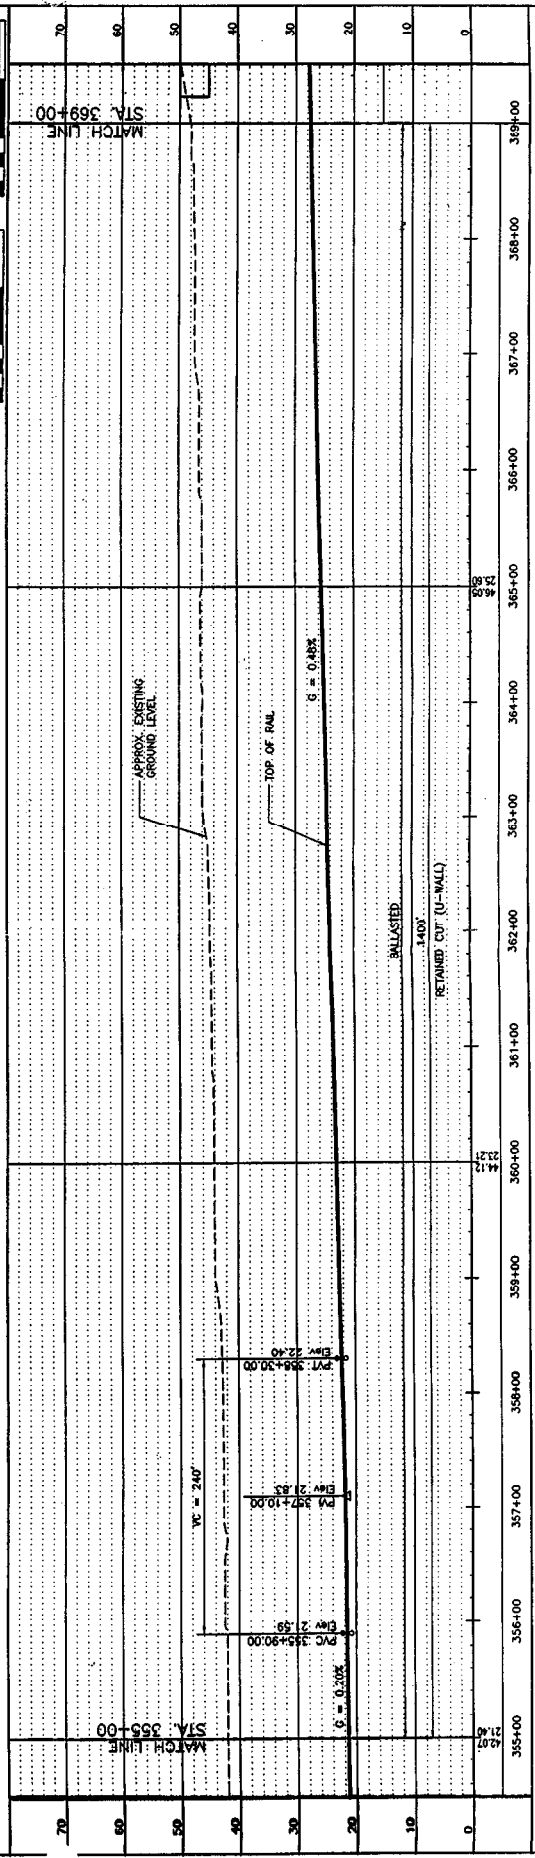 70
60
50
40
30
20
10
0
MATCH LINE
STA. 355+00
MATCH LINE
STA. 369+00
APPROX. EXISTING
GROUND LEVEL
TOP OF RAIL
VC = 240'
PVC 355+90.00
Elev. 21.59
PVI 357+10.00
Elev. 21.83
PVT 358+30.00
Elev. 22.40
G = 0.20%
G = 0.48%
BALLASTED
1400'
RETAINED CUT (U-WALL)
42.07
21.40
44.12
23.21
46.05
25.60
355+00
356+00
357+00
358+00
359+00
360+00
361+00
362+00
363+00
364+00
365+00
366+00
367+00
368+00
369+00
70
60
50
40
30
20
10
0